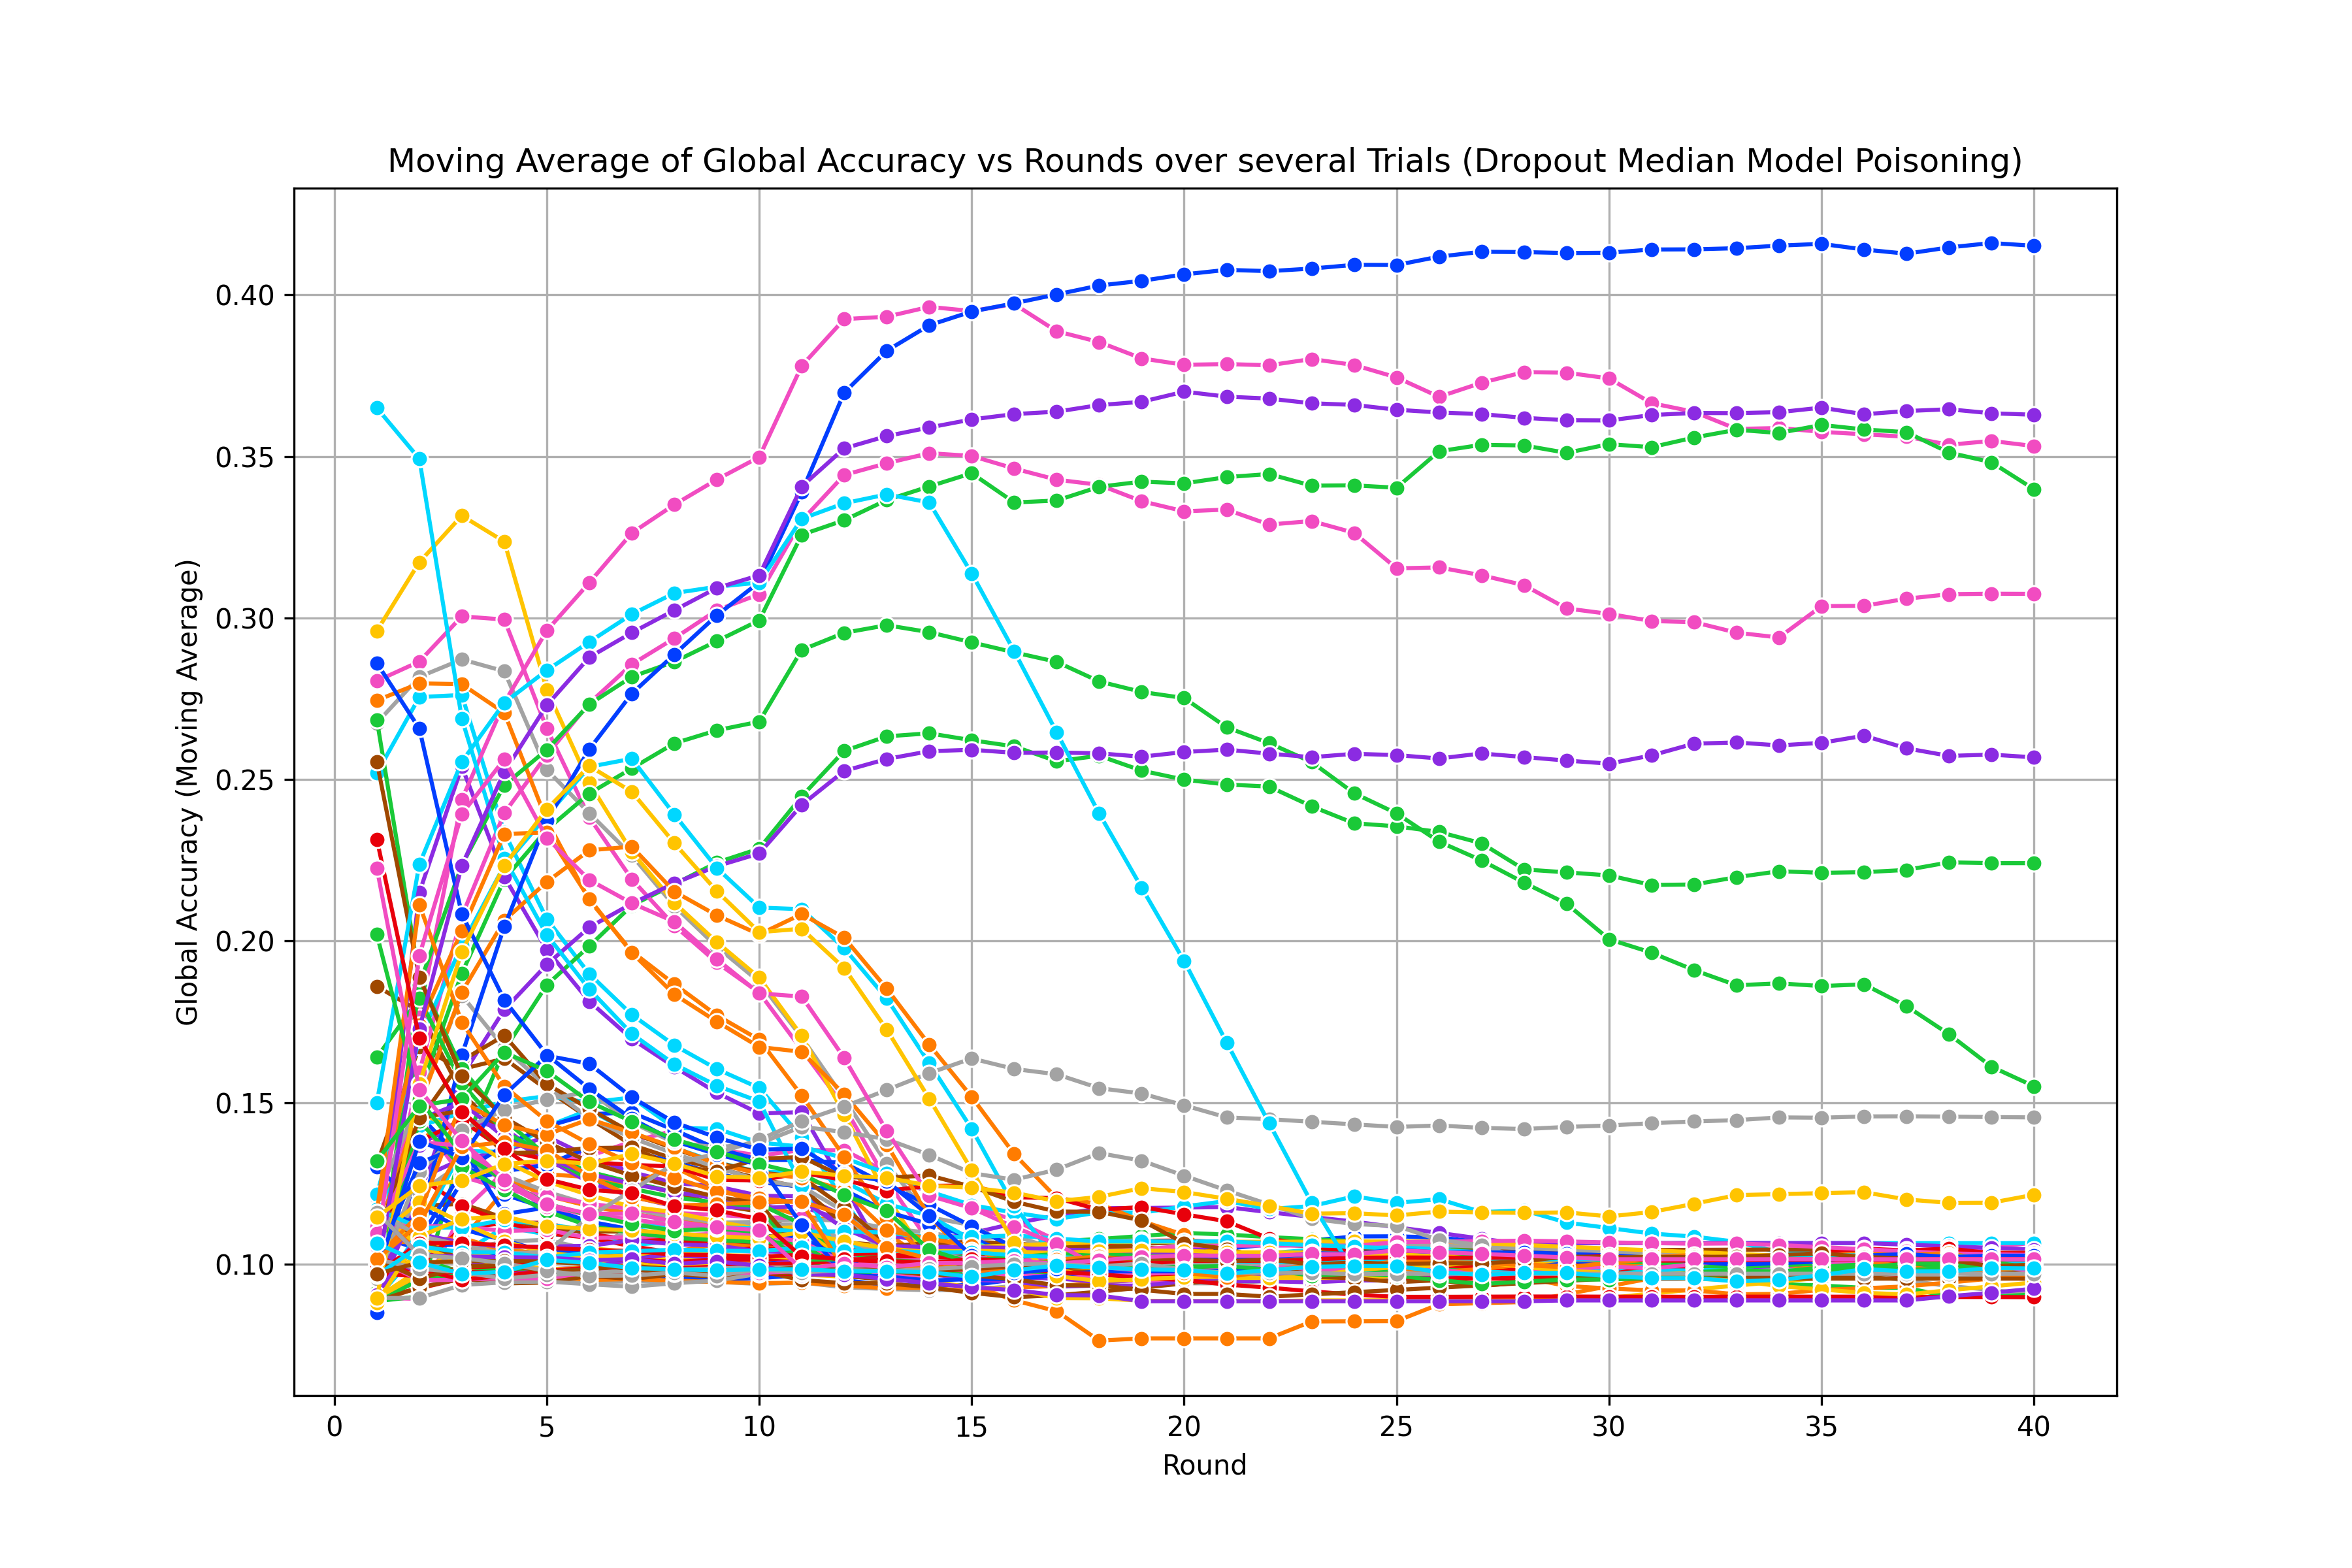 Moving Average of Global Accuracy vs Rounds over several Trials (Dropout Median Model Poisoning)
Global Accuracy (Moving Average)
0.40
0.35
0.30
0.25
0.20
0.15
0.10
0 5 10 15 20 25 30 35 40
Round